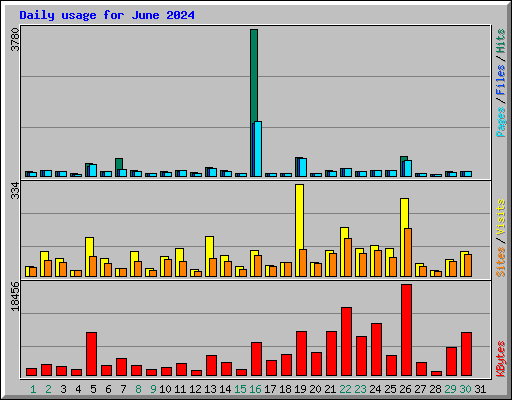 Daily usage for June 2024
3780
Pages / Files / Hits
334
Sites / Visits
18456
KBytes
1 2 3 4 5 6 7 8 9 10 11 12 13 14 15 16 17 18 19 20 21 22 23 24 25 26 27 28 29 30 31